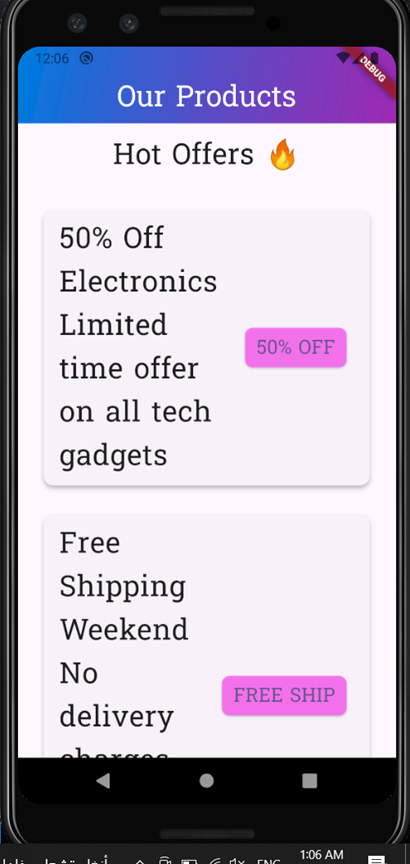 12:06
DEBUG
Our Products
Hot Offers 🔥
50% Off
Electronics
Limited
time offer
on all tech
gadgets
50% OFF
Free
Shipping
Weekend
No
delivery
charges
FREE SHIP
ENG
1:06 AM